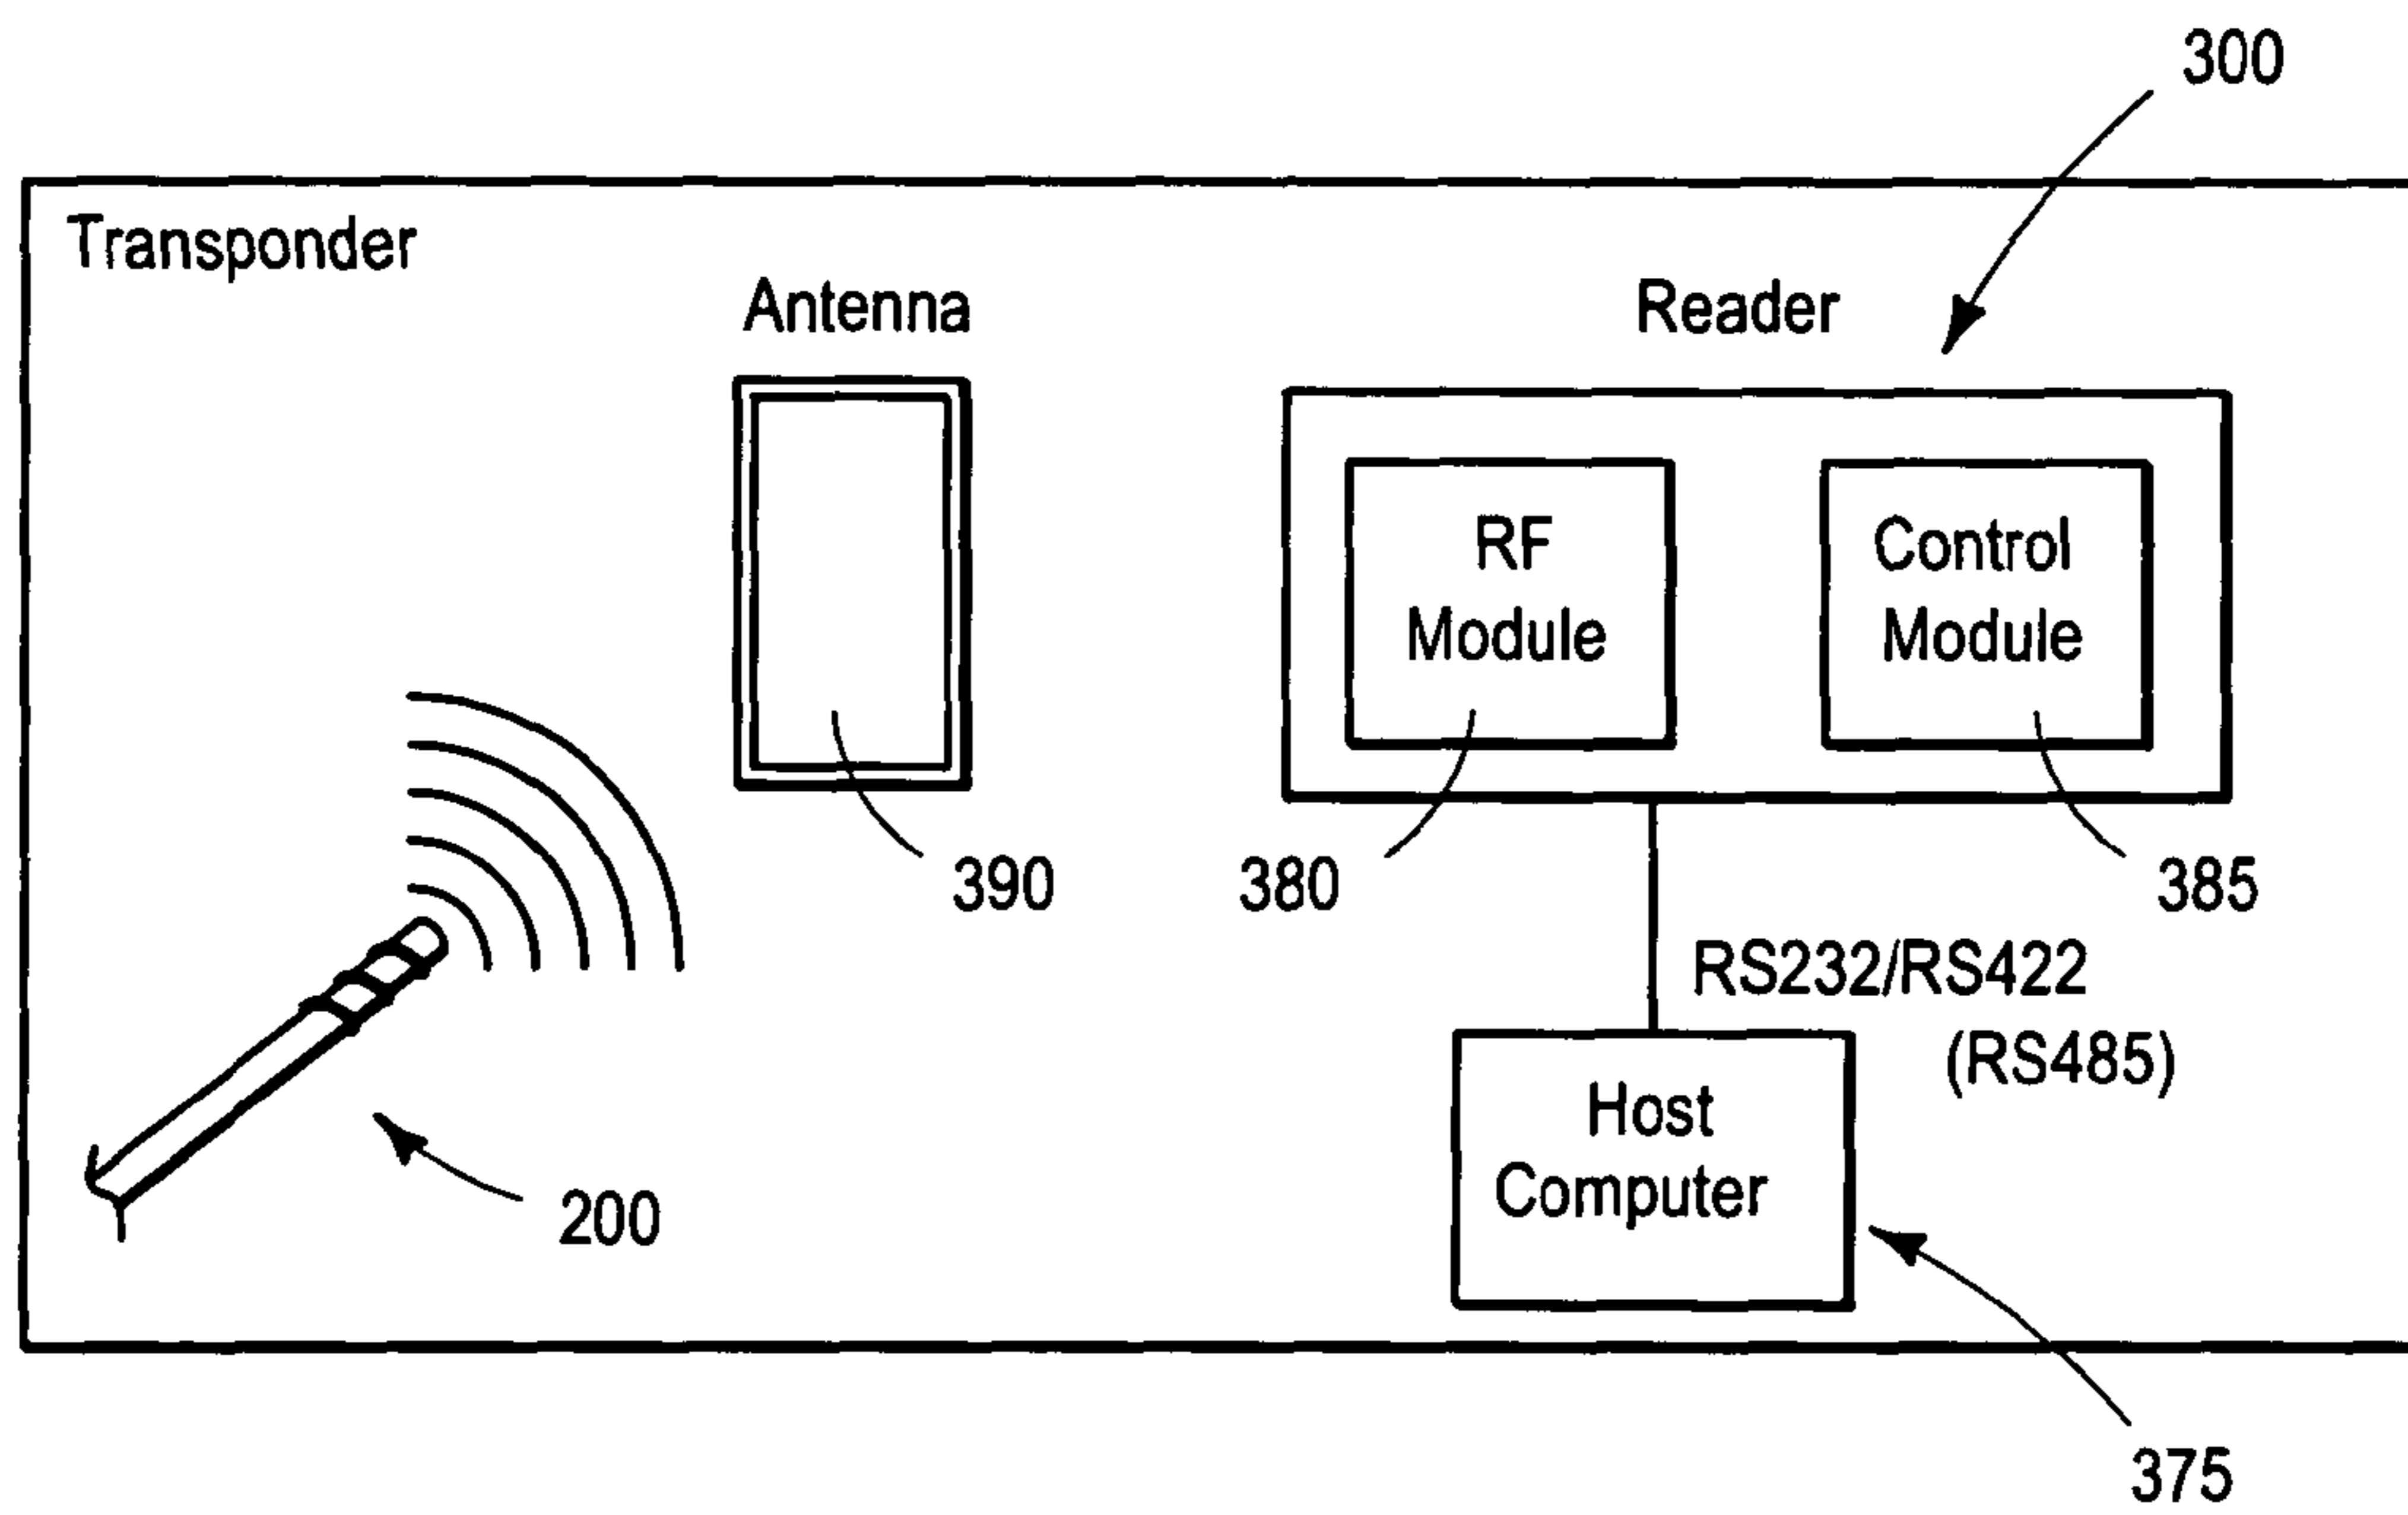 300
Transponder
Antenna
Reader
RF
Module
Control
Module
390
380
385
RS232/RS422
(RS485)
Host
Computer
200
375